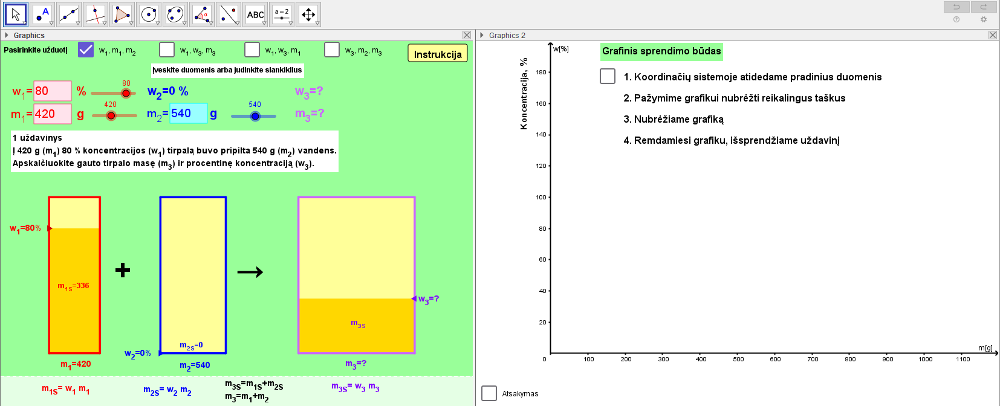 A
α
ABC
a = 2
Graphics
Graphics 2
Pasirinkite užduotį
w1, m1, m2
w1, w3, m3
w1, w3, m1
w3, m2, m3
Instrukcija
Įveskite duomenis arba judinkite slankiklius
w1= 80 %
80
w2=0 %
w3=?
m1= 420 g
420
m2= 540 g
540
m3=?
1 uždavinys
Į 420 g (m1) 80 % koncentracijos (w1) tirpalą buvo pripilta 540 g (m2) vandens.
Apskaičiuokite gauto tirpalo masę (m3) ir procentinę koncentraciją (w3).
w1=80%
m1S=336
m1=420
+
w2=0%
m2S=0
m2=540
w3=?
m3S
m3=?
m1S= w1 m1
m2S= w2 m2
m3S=m1S+m2S
m3=m1+m2
m3S= w3 m3
w[%]
Koncentracija, %
Grafinis sprendimo būdas
1. Koordinačių sistemoje atidedame pradinius duomenis
2. Pažymime grafikui nubrėžti reikalingus taškus
3. Nubrėžiame grafiką
4. Remdamiesi grafiku, išsprendžiame uždavinį
180
160
140
120
100
80
60
40
20
m[g]
0 100 200 300 400 500 600 700 800 900 1000 1100
Atsakymas